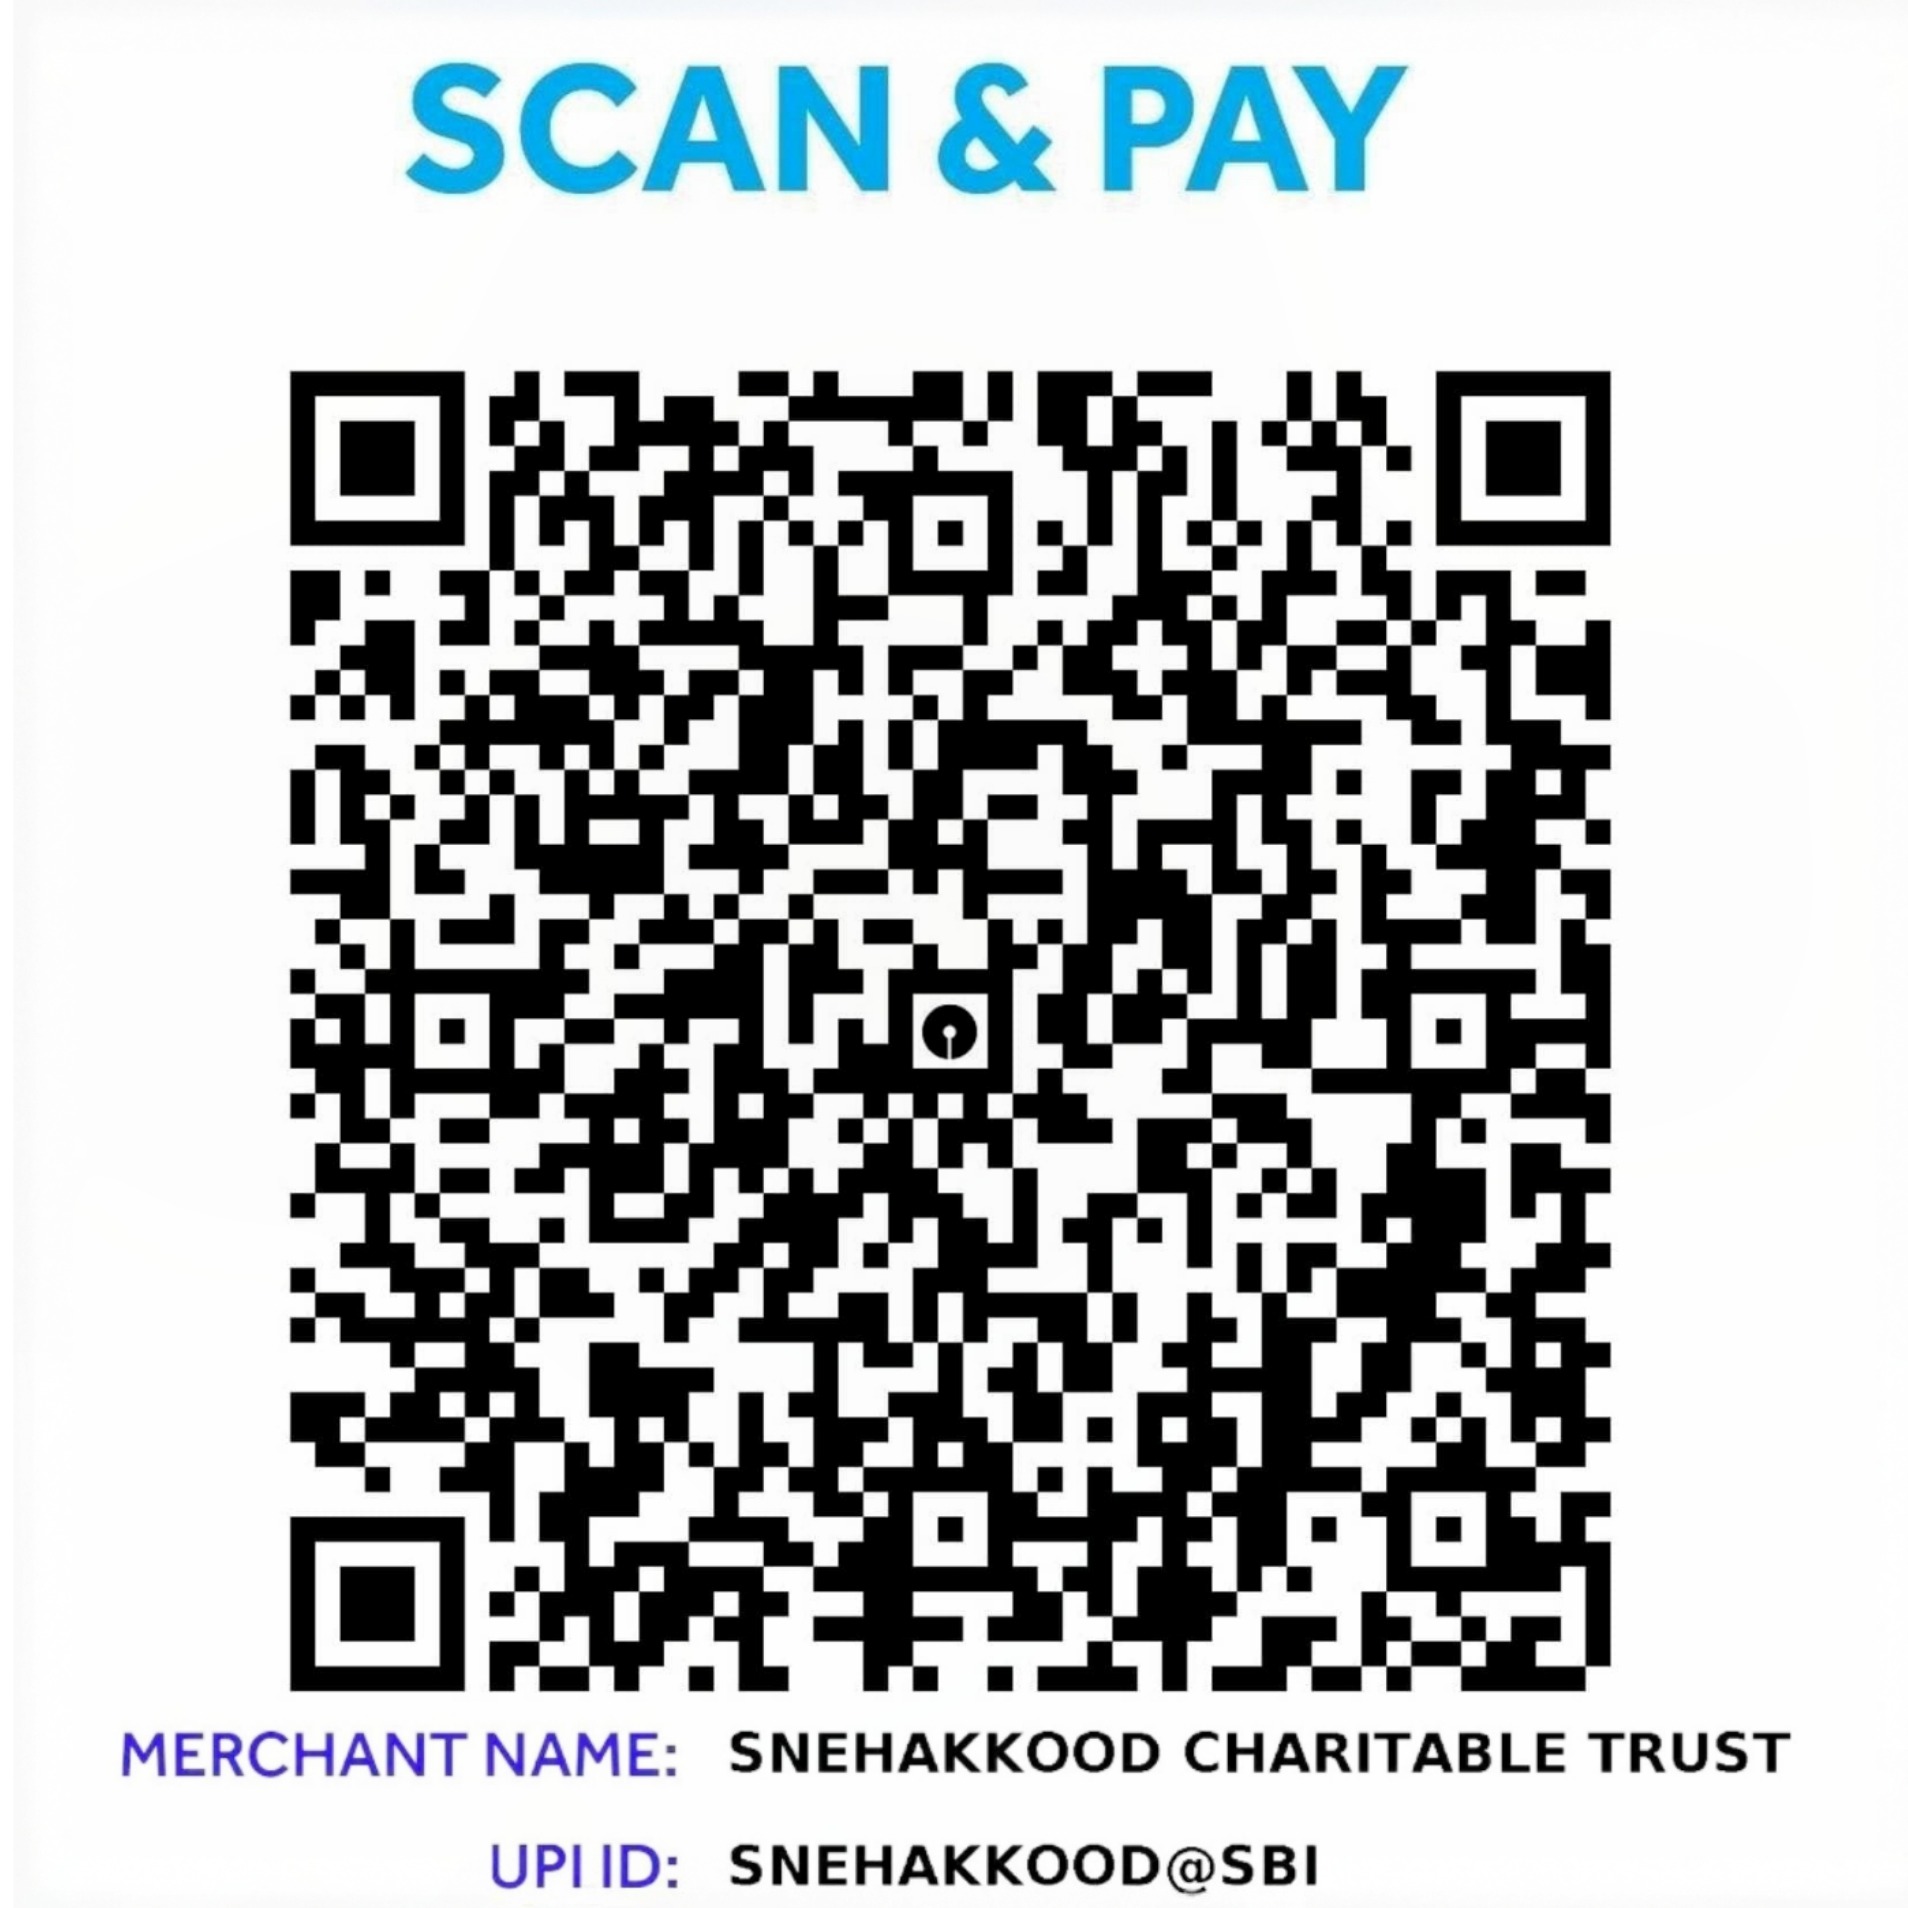 SCAN & PAY
MERCHANT NAME: SNEHAKKOOD CHARITABLE TRUST
UPI ID: SNEHAKKOOD@SBI